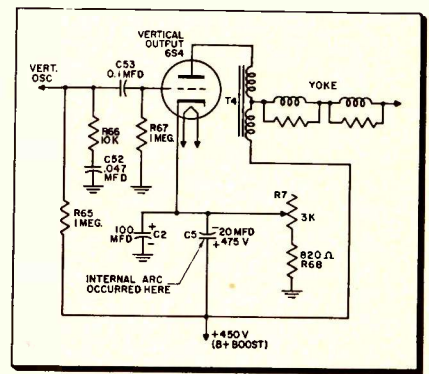 VERTICAL
OUTPUT
6S4
C53
0.1 MFD
VERT.
OSC
T4
YOKE
R66
10K
R67
1 MEG.
C52
.047
MFD
R65
1 MEG.
R7
3K
100
MFD
+
-
C2
C5
-
20 MFD
+
475 V
820 Ω
R68
INTERNAL ARC
OCCURRED HERE
+450 V
(B+ BOOST)